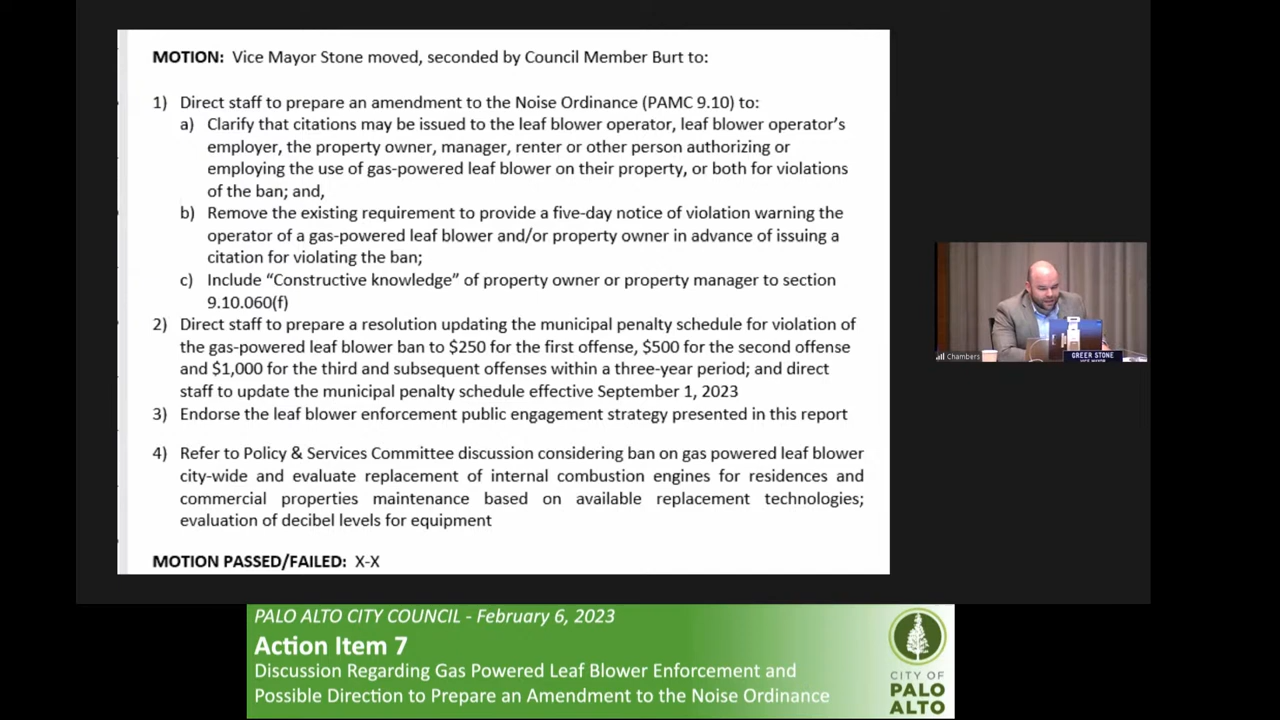 MOTION: Vice Mayor Stone moved, seconded by Council Member Burt to:
1) Direct staff to prepare an amendment to the Noise Ordinance (PAMC 9.10) to:
a) Clarify that citations may be issued to the leaf blower operator, leaf blower operator’s
employer, the property owner, manager, renter or other person authorizing or
employing the use of gas-powered leaf blower on their property, or both for violations
of the ban; and,
b) Remove the existing requirement to provide a five-day notice of violation warning the
operator of a gas-powered leaf blower and/or property owner in advance of issuing a
citation for violating the ban;
c) Include “Constructive knowledge” of property owner or property manager to section
9.10.060(f)
2) Direct staff to prepare a resolution updating the municipal penalty schedule for violation of
the gas-powered leaf blower ban to $250 for the first offense, $500 for the second offense
and $1,000 for the third and subsequent offenses within a three-year period; and direct
staff to update the municipal penalty schedule effective September 1, 2023
3) Endorse the leaf blower enforcement public engagement strategy presented in this report
4) Refer to Policy & Services Committee discussion considering ban on gas powered leaf blower
city-wide and evaluate replacement of internal combustion engines for residences and
commercial properties maintenance based on available replacement technologies;
evaluation of decibel levels for equipment
MOTION PASSED/FAILED: X-X
Chambers
GREER STONE
VICE MAYOR
PALO ALTO CITY COUNCIL - February 6, 2023
Action Item 7
Discussion Regarding Gas Powered Leaf Blower Enforcement and
Possible Direction to Prepare an Amendment to the Noise Ordinance
CITY OF
PALO
ALTO